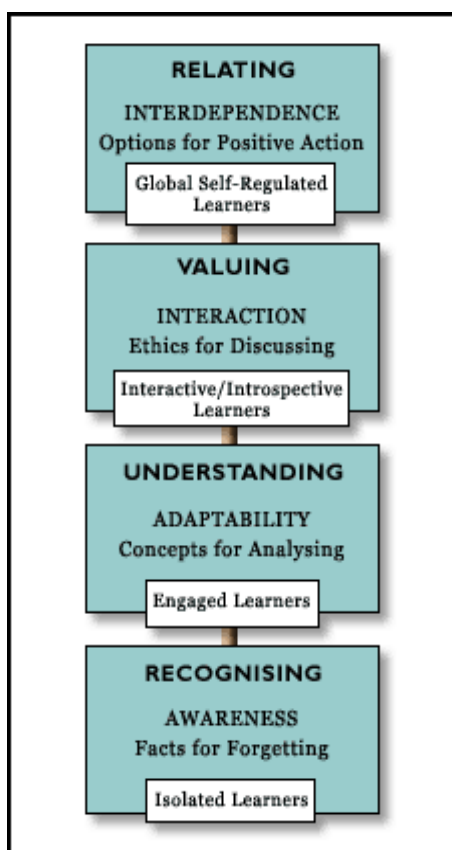 RELATING
INTERDEPENDENCE
Options for Positive Action
Global Self-Regulated
Learners
VALUING
INTERACTION
Ethics for Discussing
Interactive/Introspective
Learners
UNDERSTANDING
ADAPTABILITY
Concepts for Analysing
Engaged Learners
RECOGNISING
AWARENESS
Facts for Forgetting
Isolated Learners